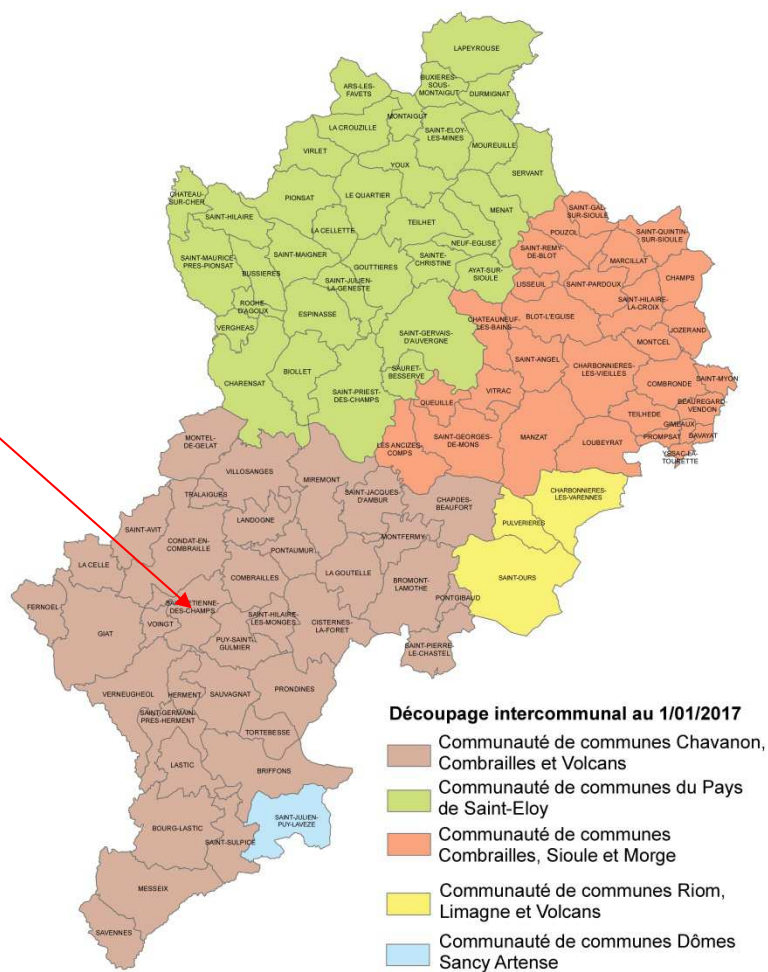 LAPEYROUSE
BUXIERES-
SOUS-
MONTAIGUT
DURMIGNAT
ARS-LES-
FAVETS
MONTAIGUT
LA CROUZILLE
SAINT-ELOY-
LES-MINES
MOUREUILLE
VIRLET
YOUX
SERVANT
CHATEAU-
SUR-CHER
PIONSAT
LE QUARTIER
MENAT
SAINT-HILAIRE
TEILHET
LA CELLETTE
NEUF-EGLISE
SAINT-MAURICE-
PRES-PIONSAT
SAINT-MAIGNER
GOUTTIERES
SAINTE-
CHRISTINE
AYAT-SUR-
SIOULE
BUSSIERES
SAINT-JULIEN-
LA-GENESTE
ROCHE-
D'AGOUX
ESPINASSE
VERGHEAS
SAINT-GERVAIS-
D'AUVERGNE
BIOLLET
SAURET-
BESSERVE
CHARENSAT
SAINT-PRIEST-
DES-CHAMPS
SAINT-GAL-
SUR-SIOULE
POUZOL
SAINT-QUINTIN-
SUR-SIOULE
SAINT-REMY-
DE-BLOT
MARCILLAT
LISSEUIL
SAINT-PARDOUX
CHAMPS
SAINT-HILAIRE-
LA-CROIX
CHATEAUNEUF-
LES-BAINS
BLOT-L'EGLISE
JOZERAND
MONTCEL
SAINT-ANGEL
CHARBONNIERES-
LES-VIEILLES
COMBRONDE
SAINT-MYON
VITRAC
BEAUREGARD-
VENDON
QUEUILLE
TEILHEDE
GIMEAUX
PROMPSAT
DAVAYAT
LES ANCIZES-
COMPS
SAINT-GEORGES-
DE-MONS
MANZAT
LOUBEYRAT
YSSAC-LA-
TOURETTE
MONTEL-
DE-GELAT
VILLOSANGES
MIREMONT
SAINT-JACQUES-
D'AMBUR
CHAPDES-
BEAUFORT
CHARBONNIERES-
LES-VARENNES
TRALAIGUES
LANDOGNE
PULVERIERES
SAINT-AVIT
CONDAT-EN-
COMBRAILLE
PONTAUMUR
MONTFERMY
LA CELLE
COMBRAILLES
LA GOUTELLE
BROMONT-
LAMOTHE
SAINT-OURS
FERNOEL
SAINT-ETIENNE-
DES-CHAMPS
PONTGIBAUD
GIAT
VOINGT
SAINT-HILAIRE-
LES-MONGES
CISTERNES-
LA-FORET
PUY-SAINT-
GULMIER
SAINT-PIERRE-
LE-CHASTEL
VERNEUGHEOL
HERMENT
SAUVAGNAT
PRONDINES
SAINT-GERMAIN-
PRES-HERMENT
TORTEBESSE
LASTIC
BRIFFONS
SAINT-JULIEN-
PUY-LAVEZE
BOURG-LASTIC
SAINT-SULPICE
MESSEIX
SAVENNES
Découpage intercommunal au 1/01/2017
Communauté de communes Chavanon,
Combrailles et Volcans
Communauté de communes du Pays
de Saint-Eloy
Communauté de communes
Combrailles, Sioule et Morge
Communauté de communes Riom,
Limagne et Volcans
Communauté de communes Dômes
Sancy Artense